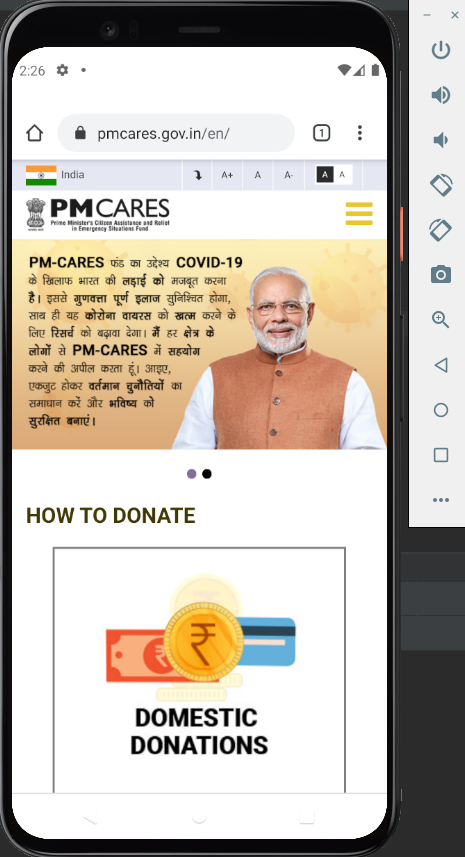 2:26
pmcares.gov.in/en/
1
India
A+
A
A-
A
A
PM CARES
Prime Minister's Citizen Assistance and Relief
in Emergency Situations Fund
PM-CARES फंड का उद्देश्य COVID-19
के खिलाफ भारत की लड़ाई को मजबूत करना
है। इससे गुणवत्ता पूर्ण इलाज सुनिश्चित होगा,
साथ ही यह कोरोना वायरस को खत्म करने के
लिए रिसर्च को बढ़ावा देगा। मैं हर क्षेत्र के
लोगों से PM-CARES में सहयोग
करने की अपील करता हूं। आइए,
एकजुट होकर वर्तमान चुनौतियों का
समाधान करें और भविष्य को
सुरक्षित बनाएं।
HOW TO DONATE
DOMESTIC
DONATIONS